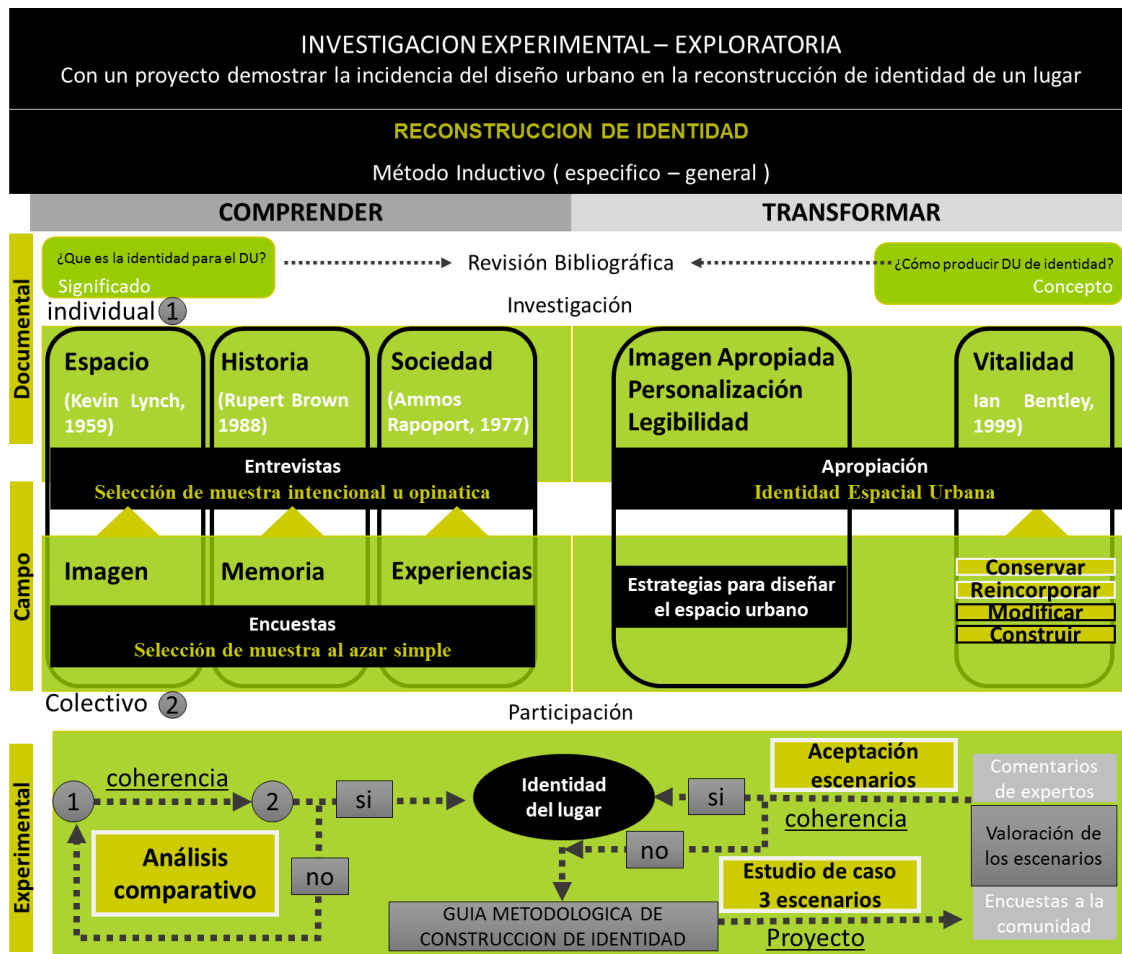 INVESTIGACION EXPERIMENTAL – EXPLORATORIA
Con un proyecto demostrar la incidencia del diseño urbano en la reconstrucción de identidad de un lugar
RECONSTRUCCION DE IDENTIDAD
Método Inductivo ( especifico – general )
COMPRENDER
TRANSFORMAR
Documental
¿Que es la identidad para el DU?
Significado
Revisión Bibliográfica
¿Cómo producir DU de identidad?
Concepto
individual 1
Investigación
Espacio
(Kevin Lynch,
1959)
Historia
(Rupert Brown
1988)
Sociedad
(Ammos
Rapoport, 1977)
Imagen Apropiada
Personalización
Legibilidad
Vitalidad
Ian Bentley,
1999)
Entrevistas
Selección de muestra intencional u opinatica
Apropiación
Identidad Espacial Urbana
Campo
Imagen
Memoria
Experiencias
Encuestas
Selección de muestra al azar simple
Estrategias para diseñar
el espacio urbano
Conservar
Reincorporar
Modificar
Construir
Colectivo 2
Participación
Experimental
1
coherencia
2
si
no
Análisis
comparativo
Identidad
del lugar
si
no
Aceptación
escenarios
coherencia
Comentarios
de expertos
Valoración de
los escenarios
Encuestas a la
comunidad
Estudio de caso
3 escenarios
Proyecto
GUIA METODOLOGICA DE
CONSTRUCCION DE IDENTIDAD